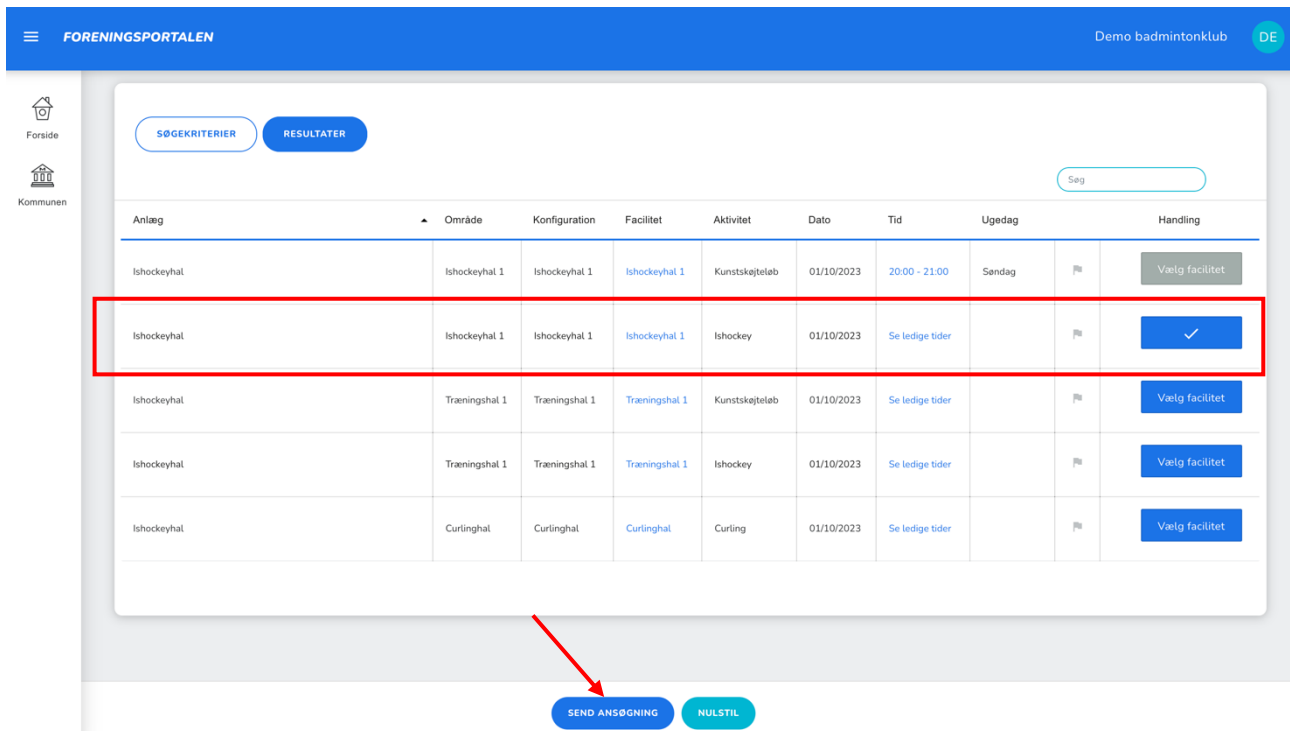 FORENINGSPORTALEN
Demo badmintonklub DE
Forside
Kommunen
SØGEKRITERIER RESULTATER
Søg
Anlæg Område Konfiguration Facilitet Aktivitet Dato Tid Ugedag Handling
Ishockeyhal Ishockeyhal 1 Ishockeyhal 1 Ishockeyhal 1 Kunstskøjteløb 01/10/2023 20:00 - 21:00 Søndag Vælg facilitet
Ishockeyhal Ishockeyhal 1 Ishockeyhal 1 Ishockeyhal 1 Ishockey 01/10/2023 Se ledige tider
Ishockeyhal Træningshal 1 Træningshal 1 Træningshal 1 Kunstskøjteløb 01/10/2023 Se ledige tider Vælg facilitet
Ishockeyhal Træningshal 1 Træningshal 1 Træningshal 1 Ishockey 01/10/2023 Se ledige tider Vælg facilitet
Ishockeyhal Curlinghal Curlinghal Curlinghal Curling 01/10/2023 Se ledige tider Vælg facilitet
SEND ANSØGNING NULSTIL